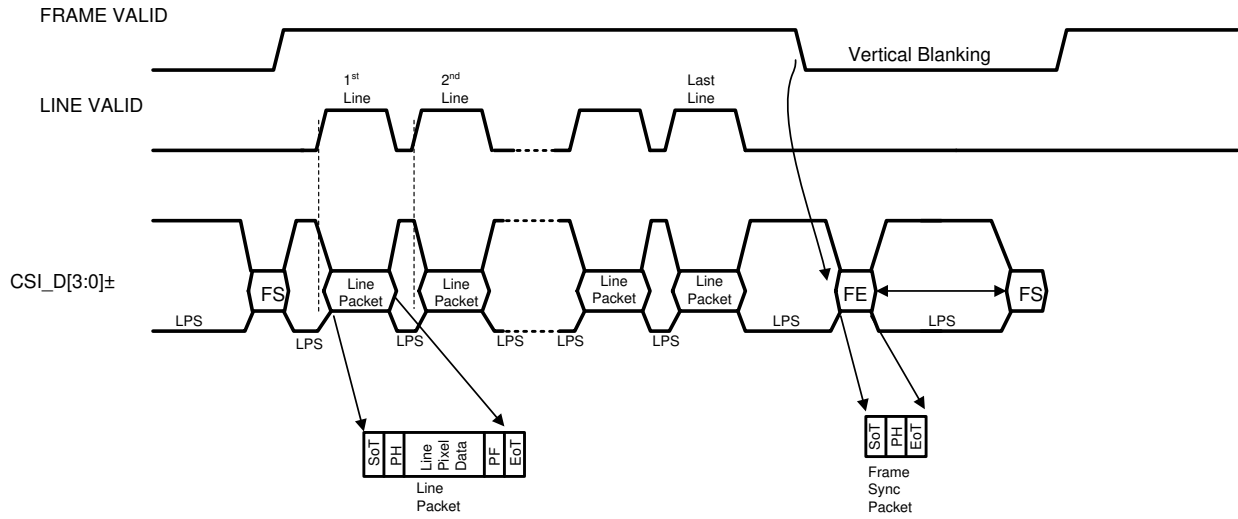 FRAME VALID
Vertical Blanking
1st
Line
2nd
Line
Last
Line
LINE VALID
CSI_D[3:0]±
FS
Line
Packet
Line
Packet
Line
Packet
Line
Packet
FE
FS
LPS
LPS
LPS
LPS
LPS
LPS
LPS
LPS
SoT
PH
Line
Pixel
Data
PF
EoT
Line
Packet
SoT
PH
EoT
Frame
Sync
Packet